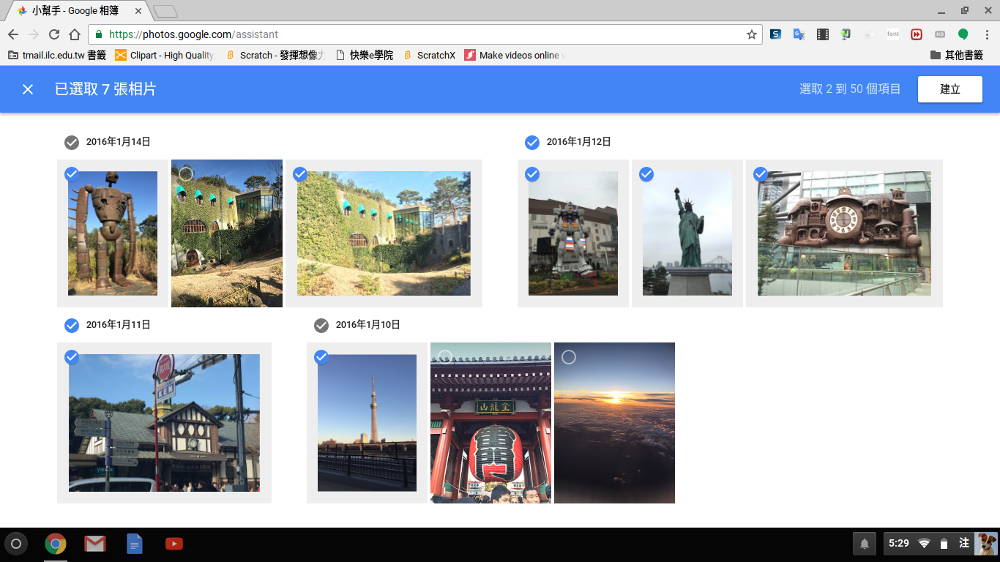 小幫手 - Google 相簿
https://photos.google.com/assistant
font
HD
tmail.ilc.edu.tw 書籤
Clipart - High Quality
Scratch - 發揮想像力
快樂e學院
ScratchX
Make videos online
其他書籤
已選取 7 張相片
選取 2 到 50 個項目
建立
2016年1月14日
2016年1月12日
2016年1月11日
2016年1月10日
KEN
山龍金
5:29
注